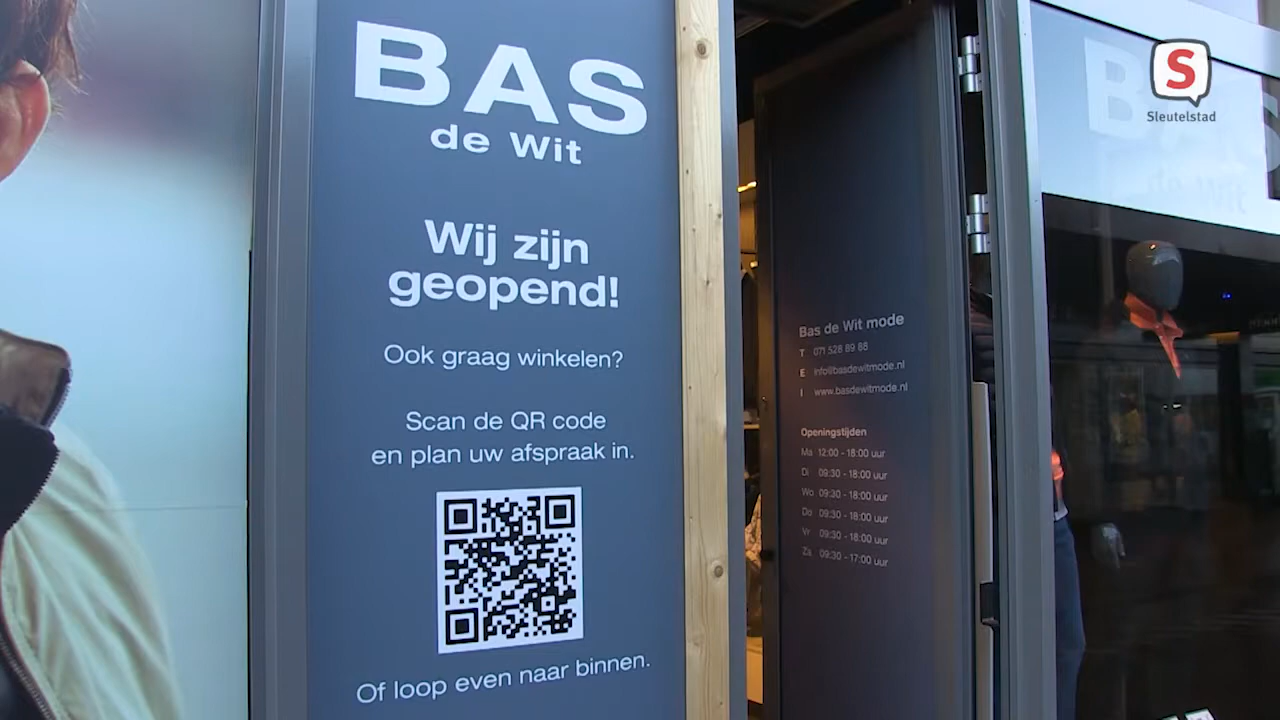 BAS
de Wit
Wij zijn
geopend!
Ook graag winkelen?
Scan de QR code
en plan uw afspraak in.
Of loop even naar binnen.
Bas de Wit mode
T 071 528 89 88
E info@basdewitmode.nl
I www.basdewitmode.nl
Openingstijden
Ma 12:00 - 18:00 uur
Di 09:30 - 18:00 uur
Wo 09:30 - 18:00 uur
Do 09:30 - 18:00 uur
Vr 09:30 - 18:00 uur
Za 09:30 - 17:00 uur
BAS
de Wit
S
Sleutelstad